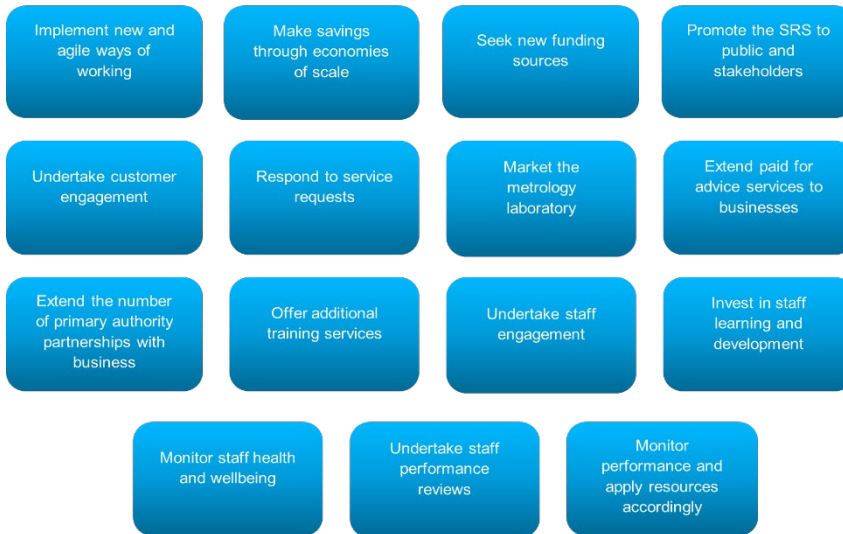 Implement new and
agile ways of
working
Make savings
through economies
of scale
Seek new funding
sources
Promote the SRS to
public and
stakeholders
Undertake customer
engagement
Respond to service
requests
Market the
metrology
laboratory
Extend paid for
advice services to
businesses
Extend the number
of primary authority
partnerships with
business
Offer additional
training services
Undertake staff
engagement
Invest in staff
learning and
development
Monitor staff health
and wellbeing
Undertake staff
performance
reviews
Monitor
performance and
apply resources
accordingly